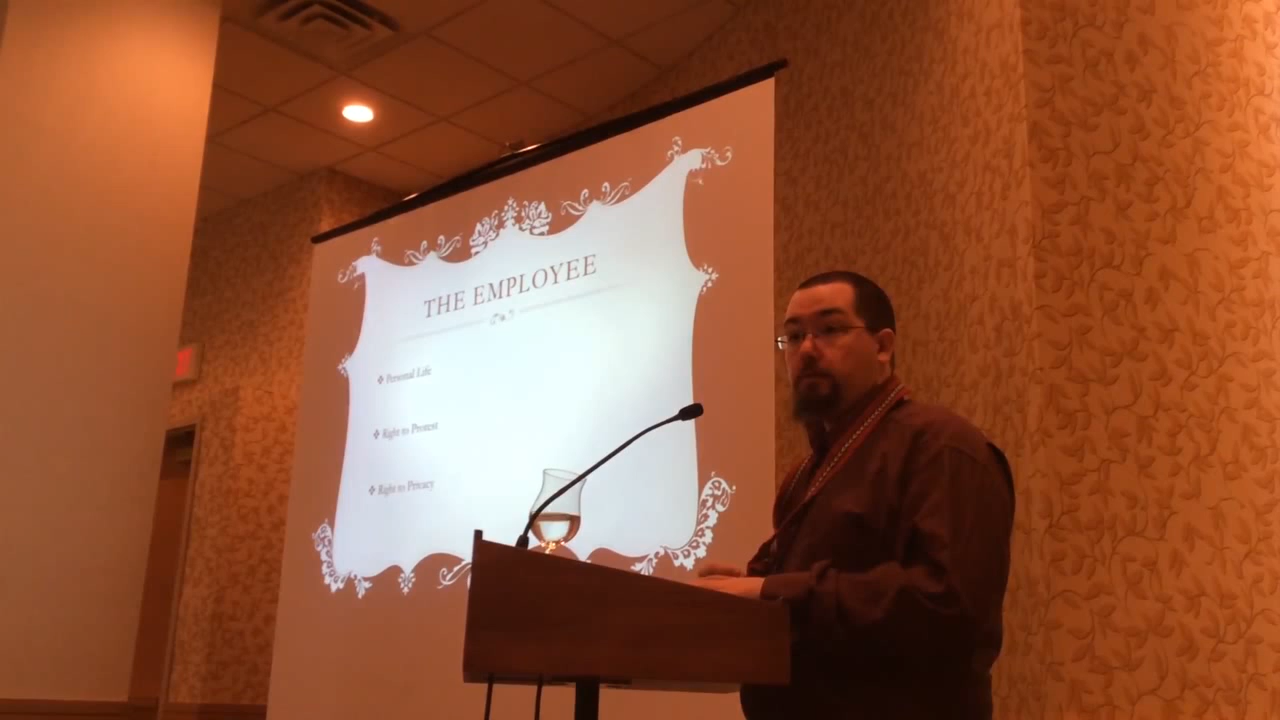 THE EMPLOYEE
❖ Personal Life
❖ Right to Protest
❖ Right to Privacy